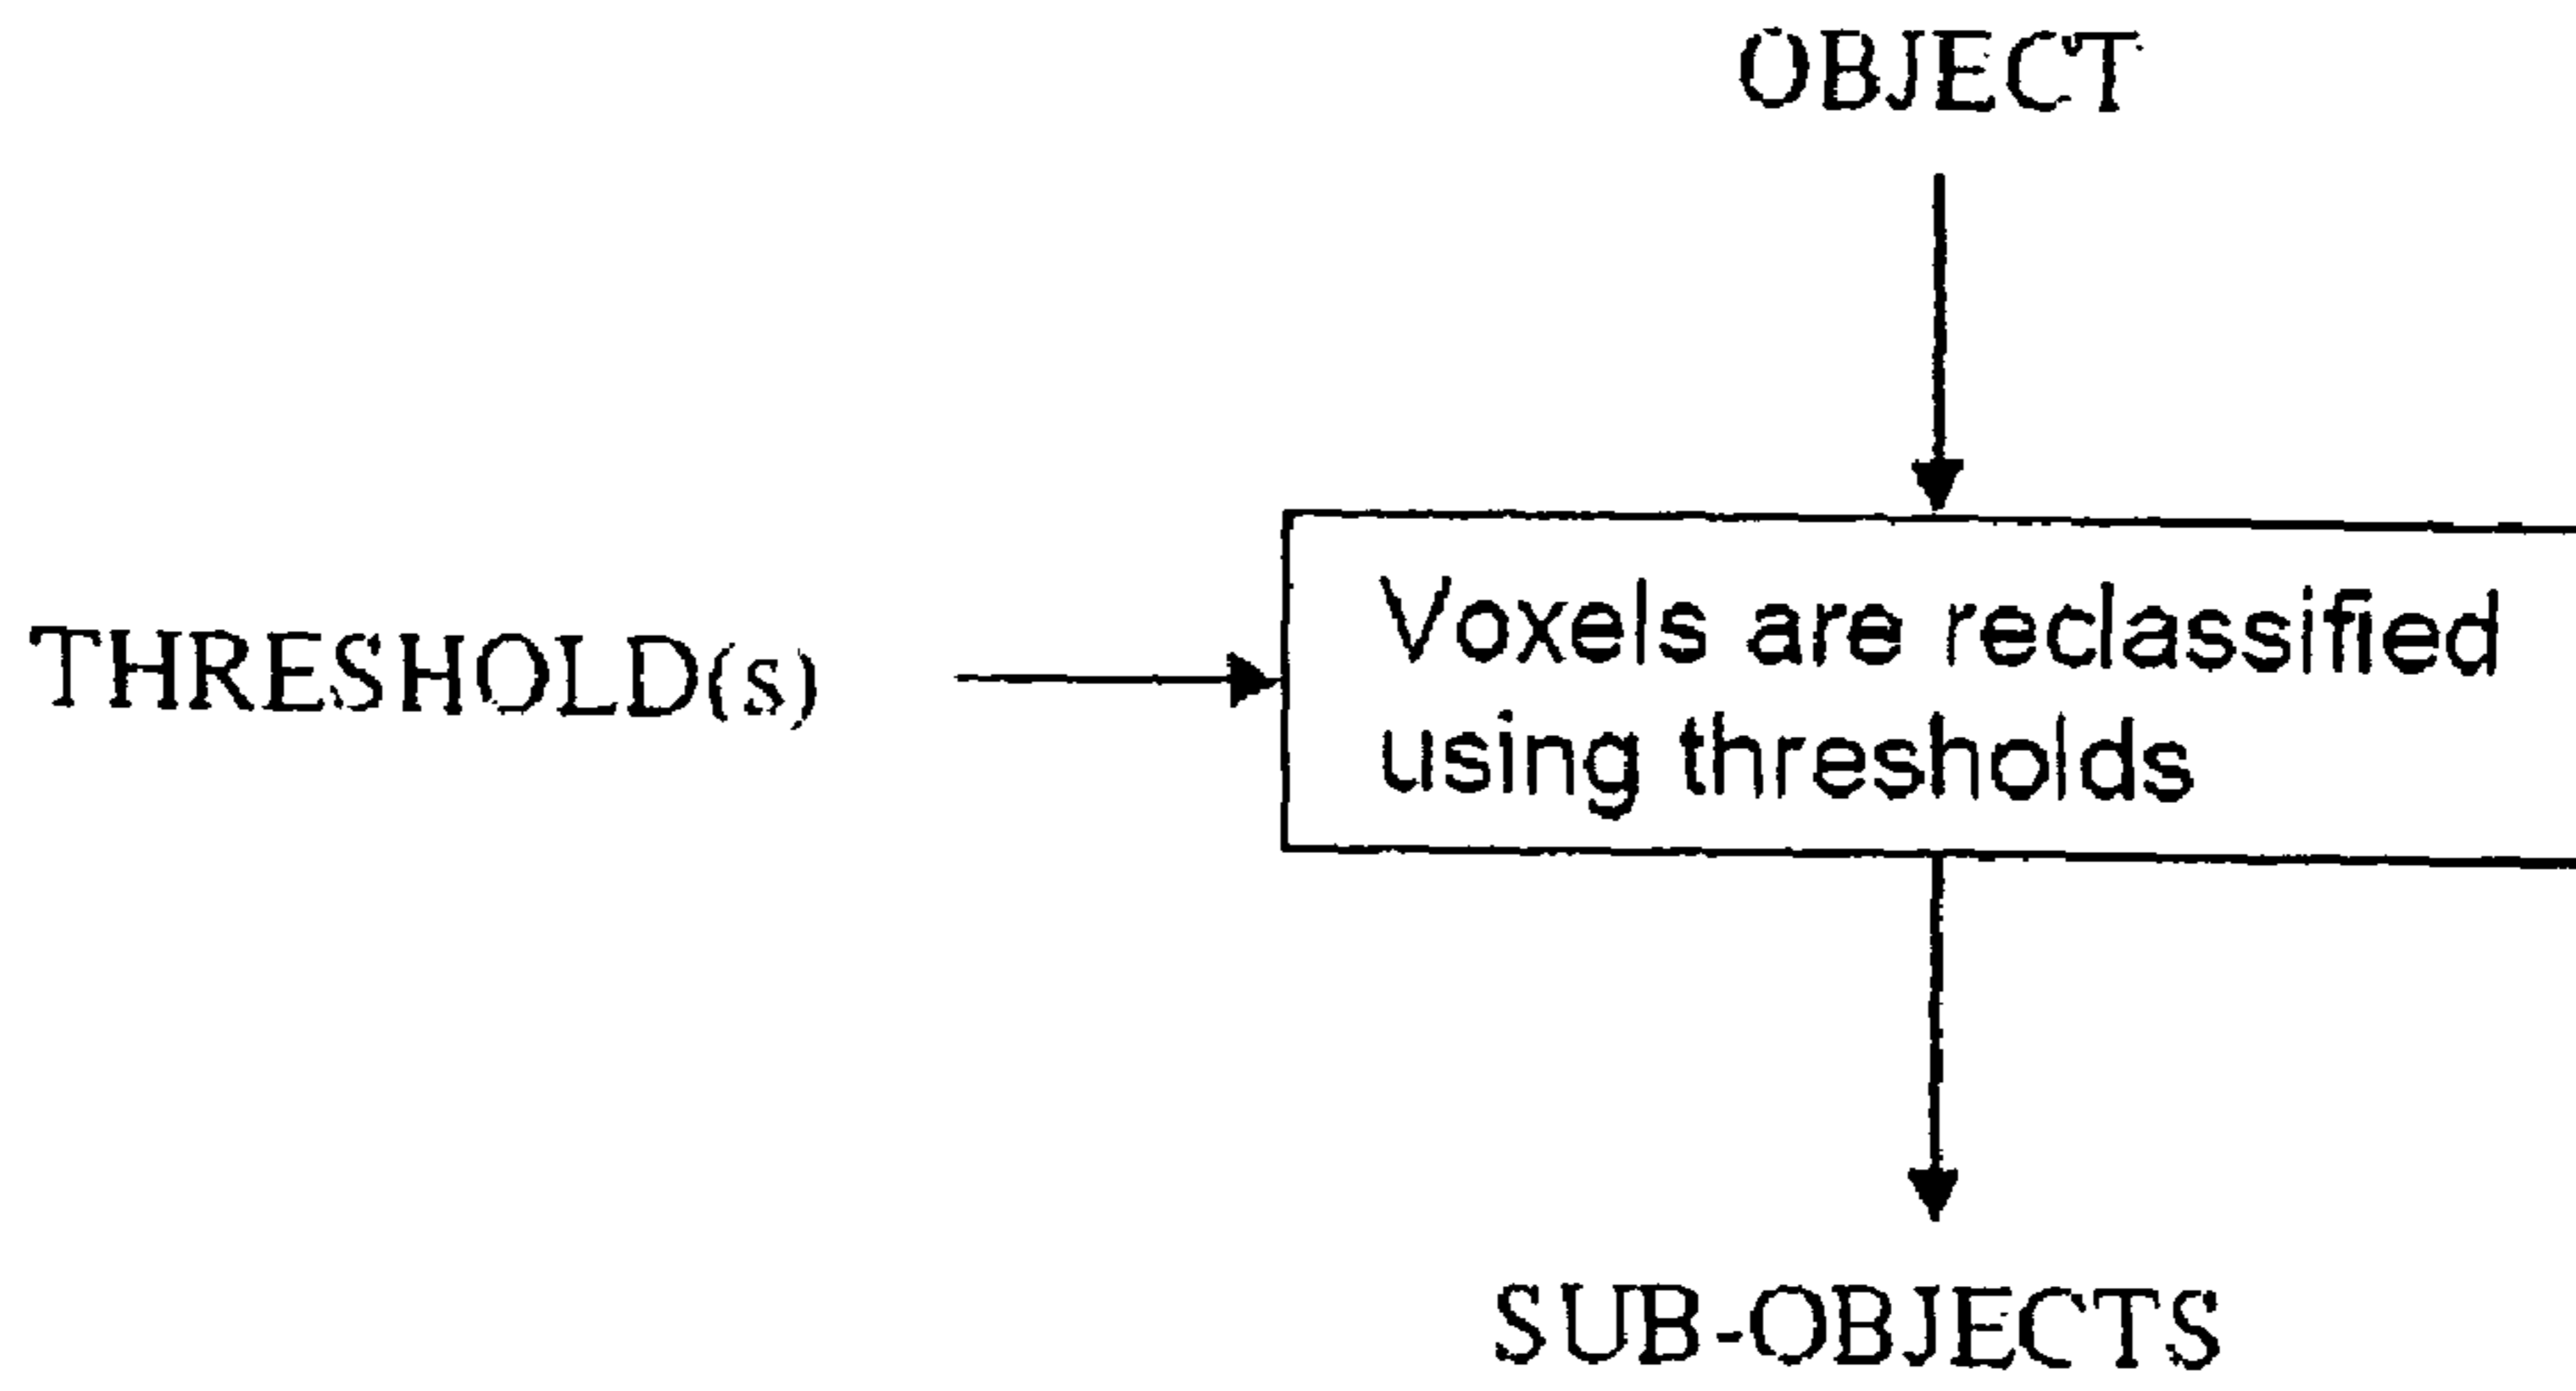 OBJECT
THRESHOLD(s)
Voxels are reclassified
using thresholds
SUB-OBJECTS